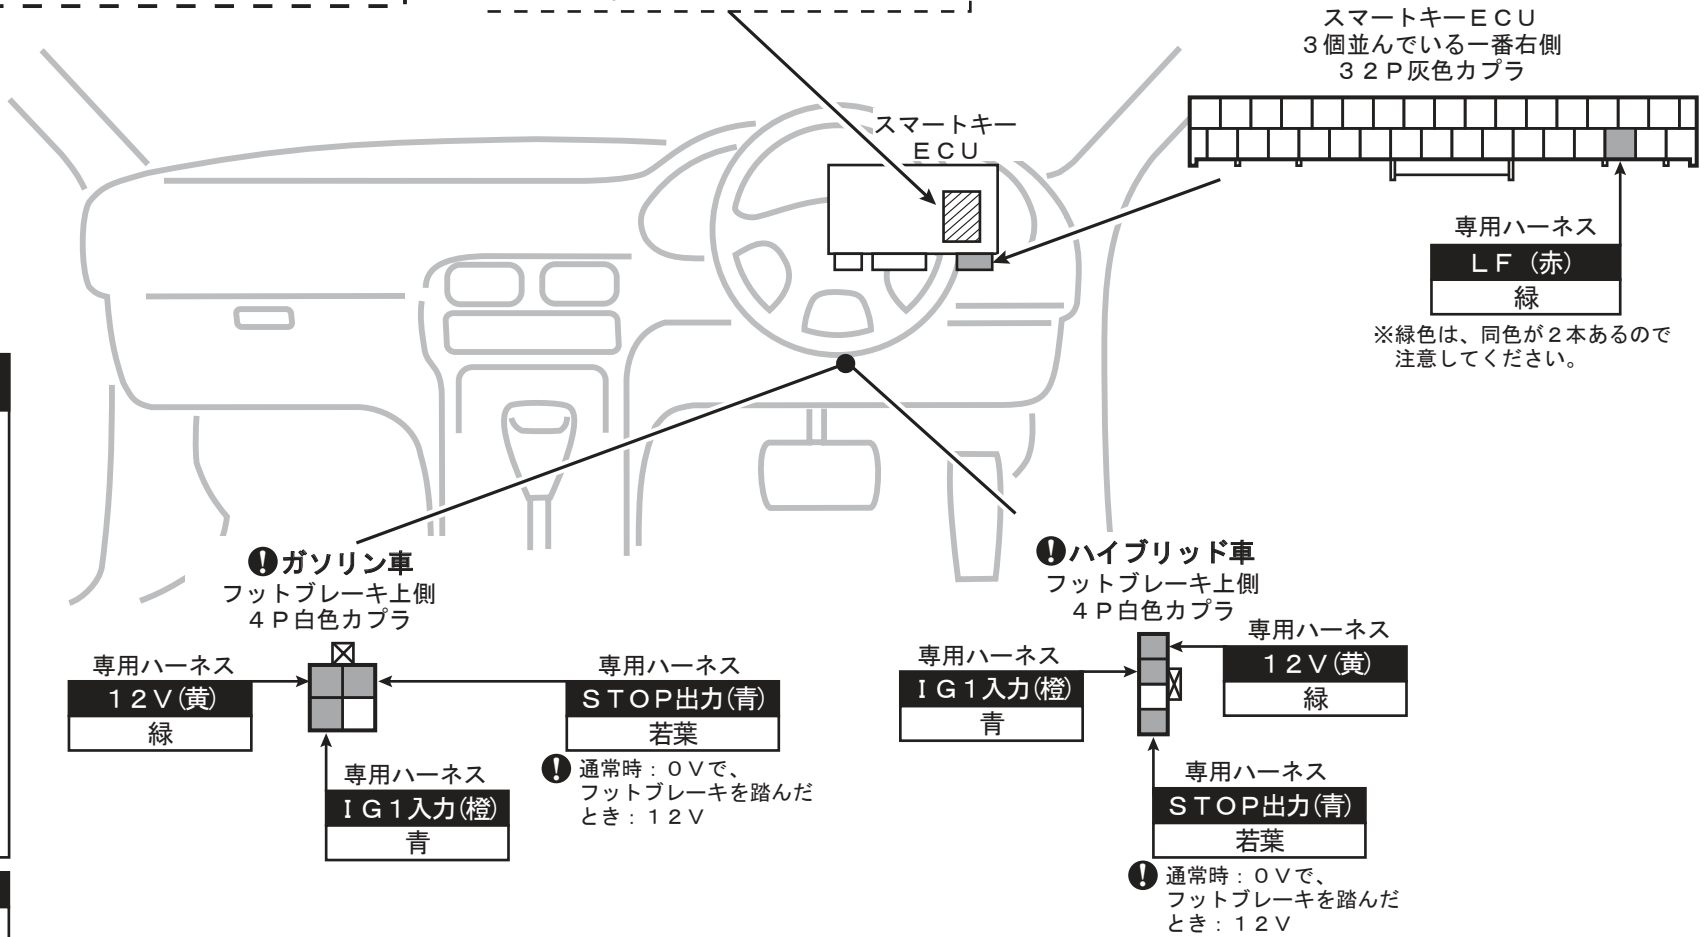 スマートキーECU
3個並んでいる一番右側
32P灰色カプラ
スマートキー
ECU
専用ハーネス
LF(赤)
緑
※緑色は、同色が2本あるので
注意してください。
ガソリン車
フットブレーキ上側
4P白色カプラ
専用ハーネス
12V(黄)
緑
専用ハーネス
STOP出力(青)
若葉
通常時:0Vで、
フットブレーキを踏んだ
とき:12V
専用ハーネス
IG1入力(橙)
青
ハイブリッド車
フットブレーキ上側
4P白色カプラ
専用ハーネス
IG1入力(橙)
青
専用ハーネス
12V(黄)
緑
専用ハーネス
STOP出力(青)
若葉
通常時:0Vで、
フットブレーキを踏んだ
とき:12V